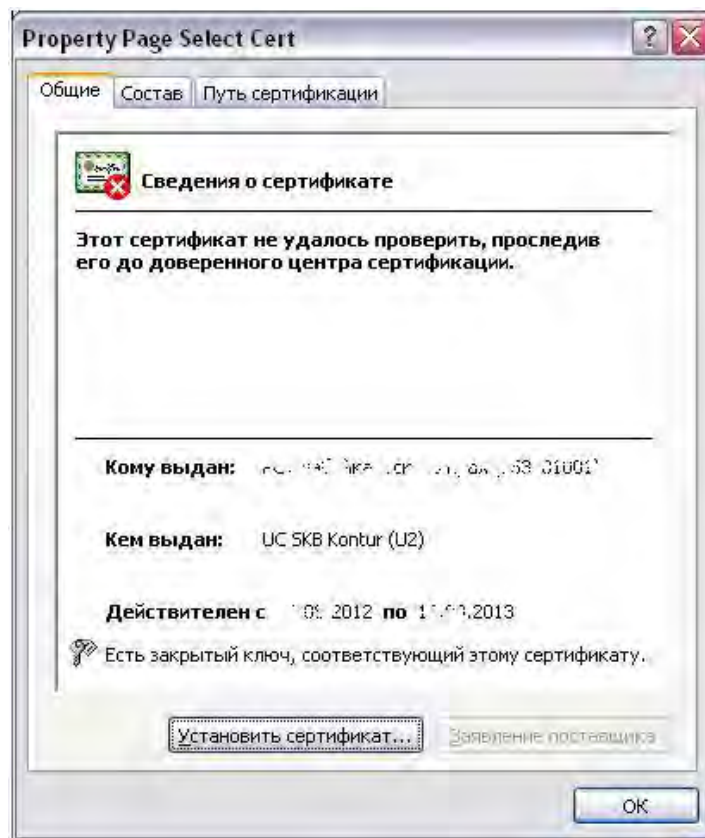 Property Page Select Cert
Общие Состав Путь сертификации
Сведения о сертификате
Этот сертификат не удалось проверить, проследив
его до доверенного центра сертификации.
Кому выдан:
Кем выдан: UC SKB Kontur (U2)
Действителен с 2012 по 2013
Есть закрытый ключ, соответствующий этому сертификату.
Установить сертификат... Заявление поставщика
OK